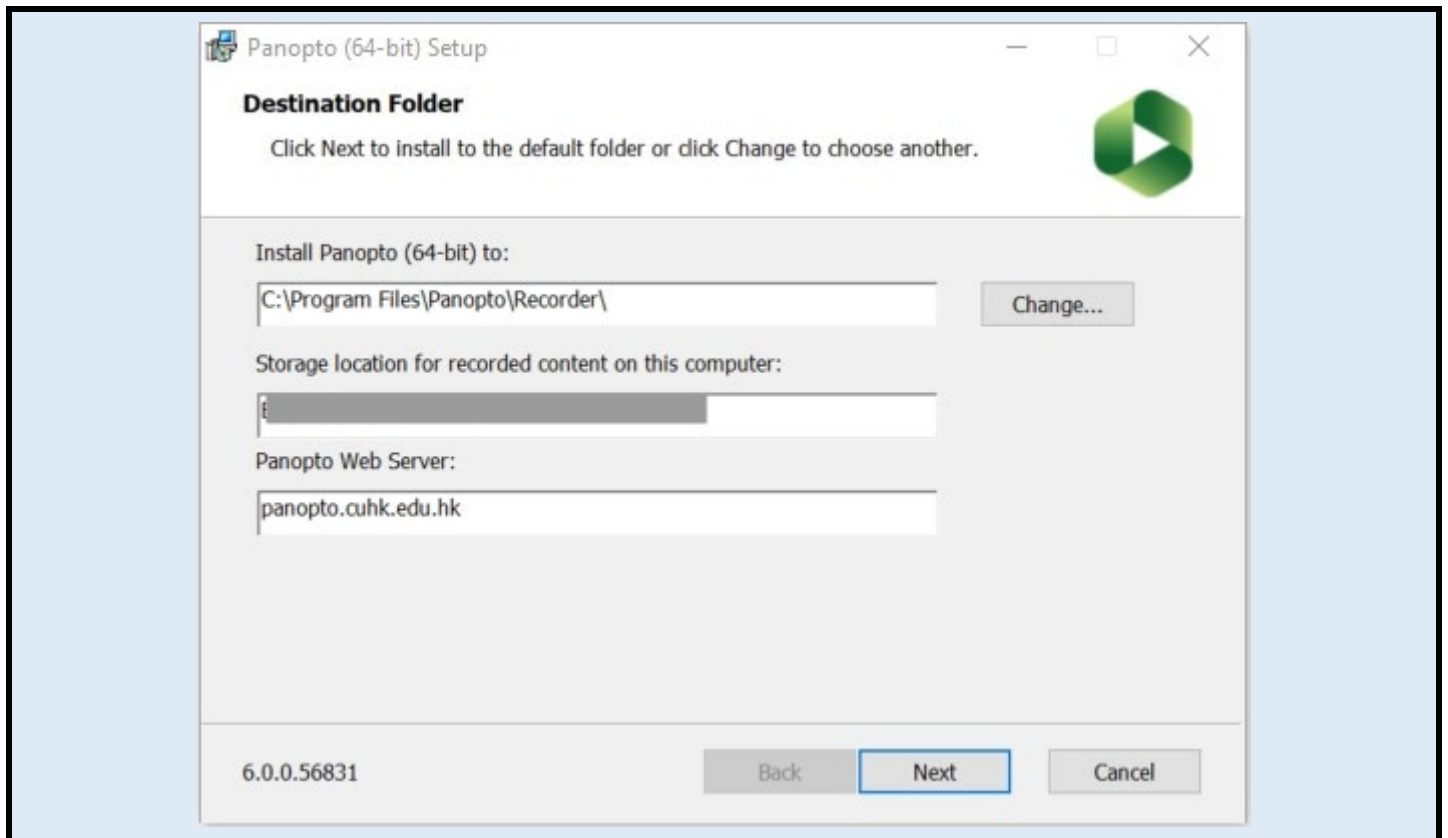 Panopto (64-bit) Setup
Destination Folder
Click Next to install to the default folder or click Change to choose another.
Install Panopto (64-bit) to:
C:\Program Files\Panopto\Recorder\
Change...
Storage location for recorded content on this computer:
Panopto Web Server:
panopto.cuhk.edu.hk
6.0.0.56831
Back
Next
Cancel